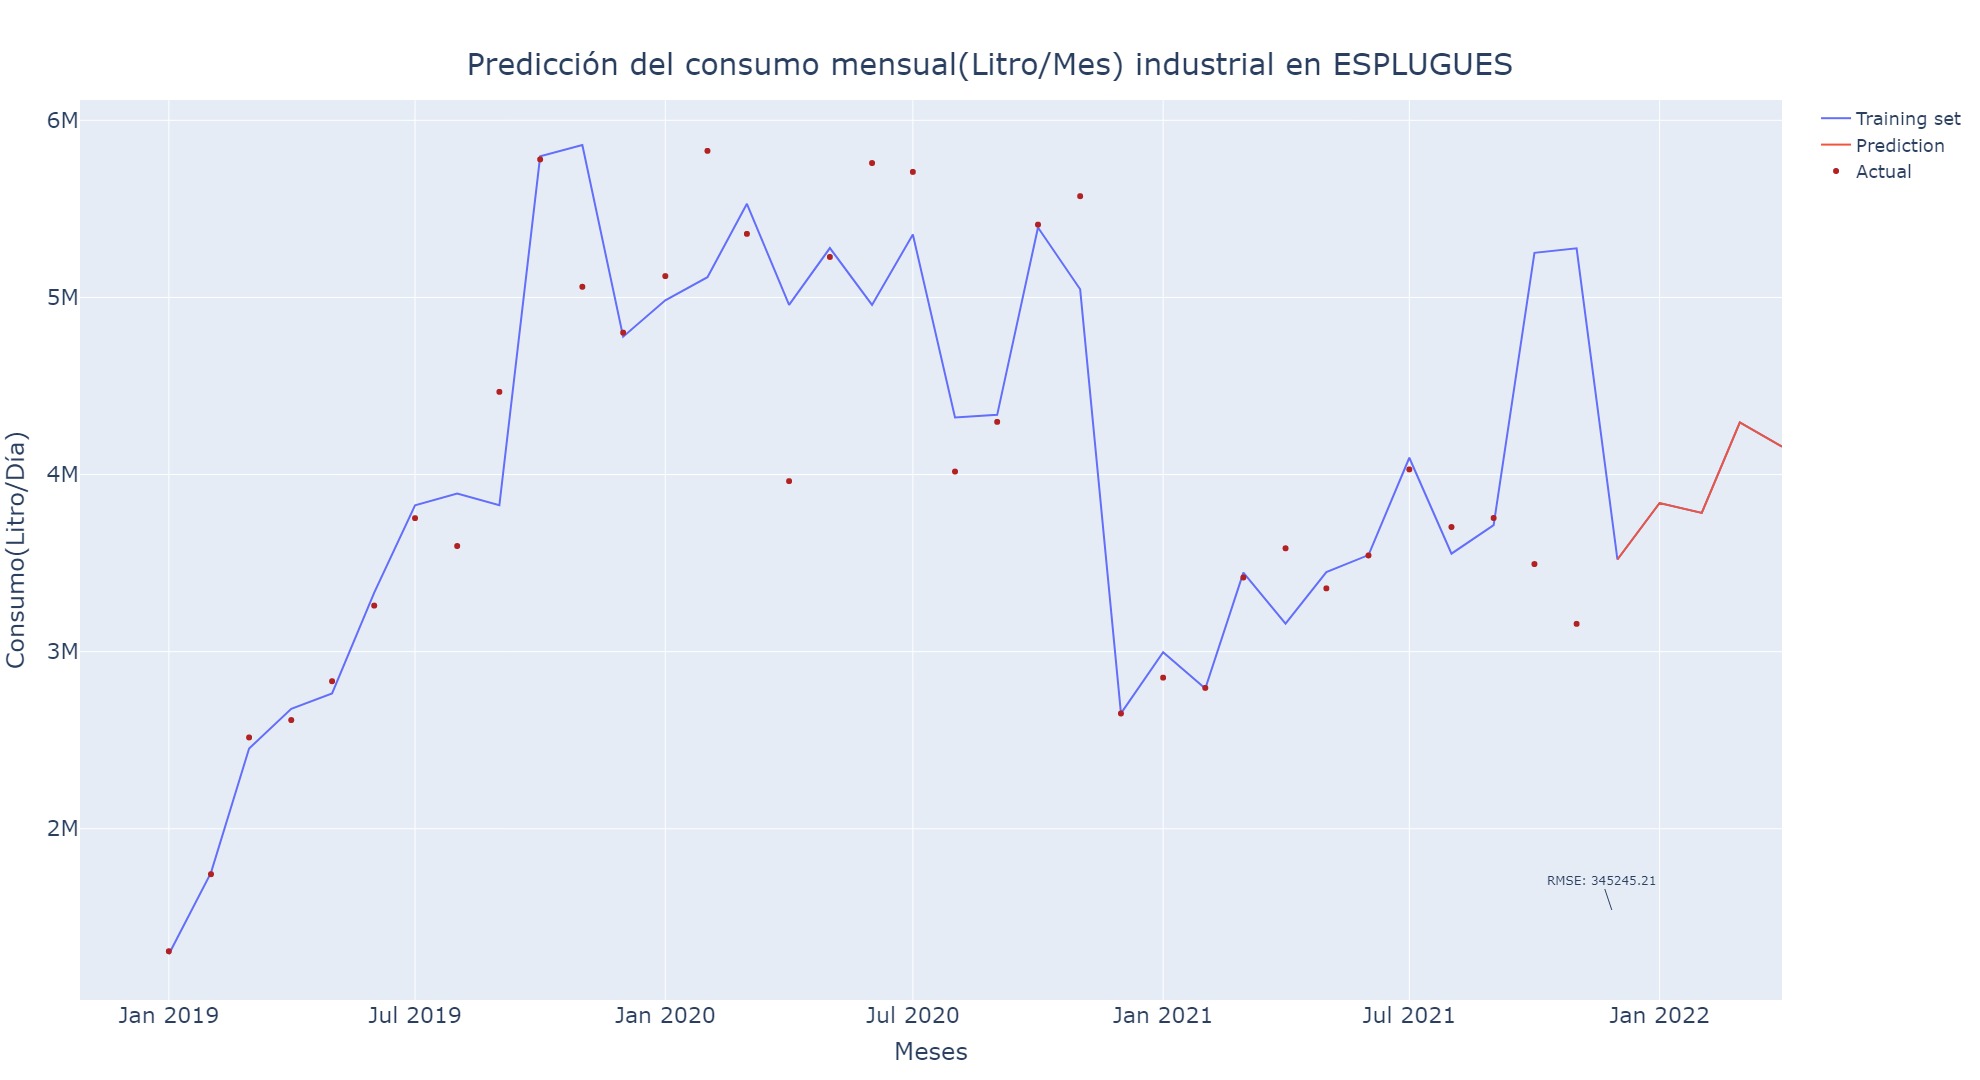 Predicción del consumo mensual(Litro/Mes) industrial en ESPLUGUES
Training set
Prediction
Actual
6M
5M
4M
3M
2M
Consumo(Litro/Día)
RMSE: 345245.21
Jan 2019
Jul 2019
Jan 2020
Jul 2020
Jan 2021
Jul 2021
Jan 2022
Meses